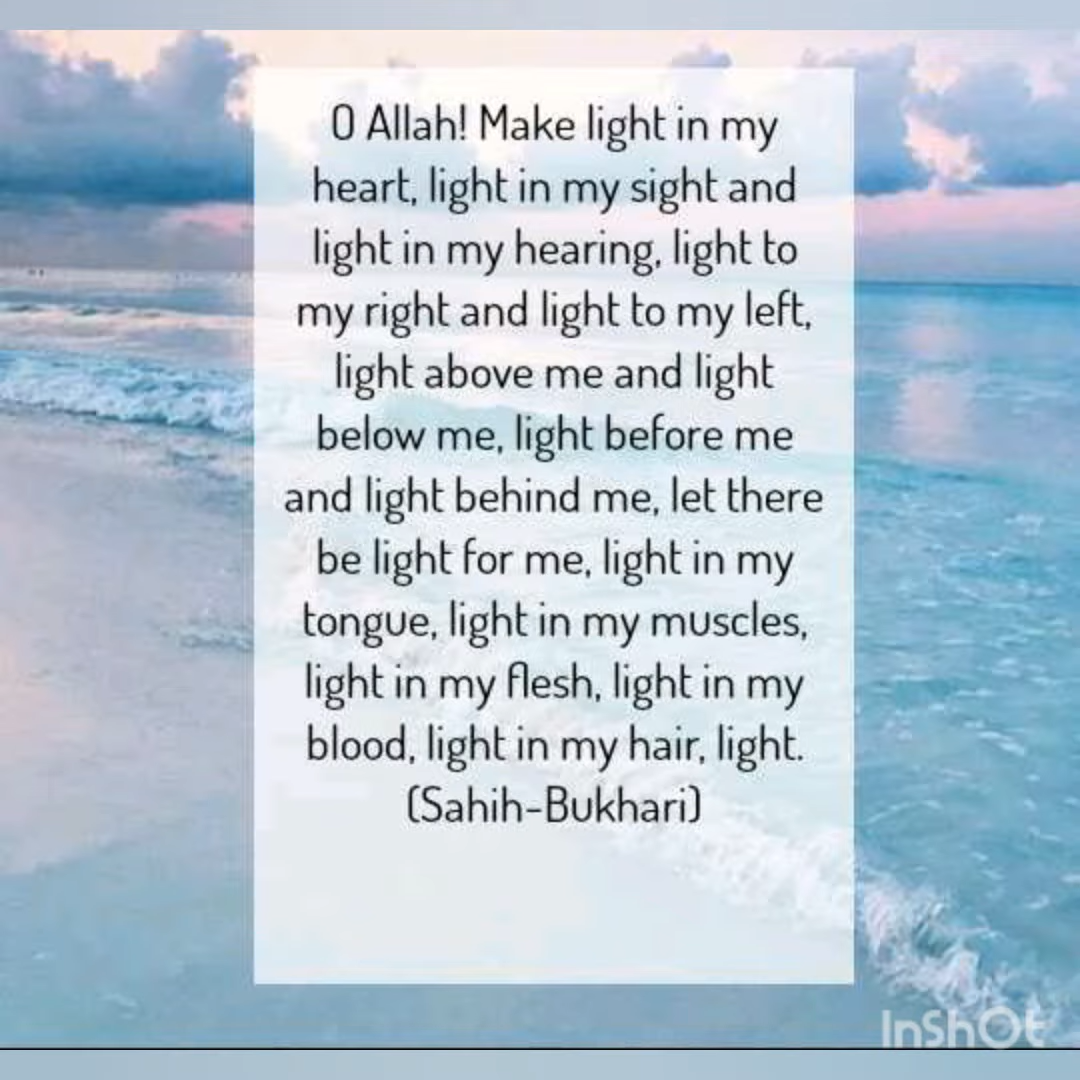 O Allah! Make light in my
heart, light in my sight and
light in my hearing, light to
my right and light to my left,
light above me and light
below me, light before me
and light behind me, let there
be light for me, light in my
tongue, light in my muscles,
light in my flesh, light in my
blood, light in my hair, light.
(Sahih-Bukhari)
InShOt